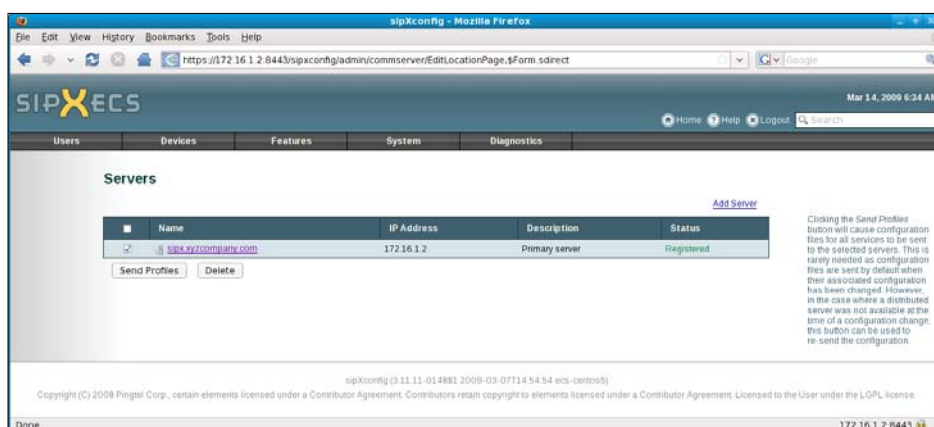 sipXconfig - Mozilla Firefox
File Edit View History Bookmarks Tools Help
https://172.16.1.2:8443/sipxconfig/admin/commserver/EditLocationPage,$Form.sdirect
Google
SIPXECS
Mar 14, 2009 6:34 AM
Home Help Logout Search
Users Devices Features System Diagnostics
Servers
Add Server
Name IP Address Description Status
sipx.xyzcompany.com 172.16.1.2 Primary server Registered
Send Profiles Delete
Clicking the Send Profiles
button will cause configuration
files for all services to be sent
to the selected servers. This is
rarely needed as configuration
files are sent by default when
their associated configuration
has been changed. However,
in the case where a distributed
server was not available at the
time of a configuration change,
this button can be used to
re-send the configuration.
sipXconfig (3.11.11-014881 2009-03-07T14:54:54 ecs-centos5)
Copyright (C) 2009 Pingtel Corp., certain elements licensed under a Contributor Agreement. Contributors retain copyright to elements licensed under a Contributor Agreement. Licensed to the User under the LGPL license.
Done 172.16.1.2:8443